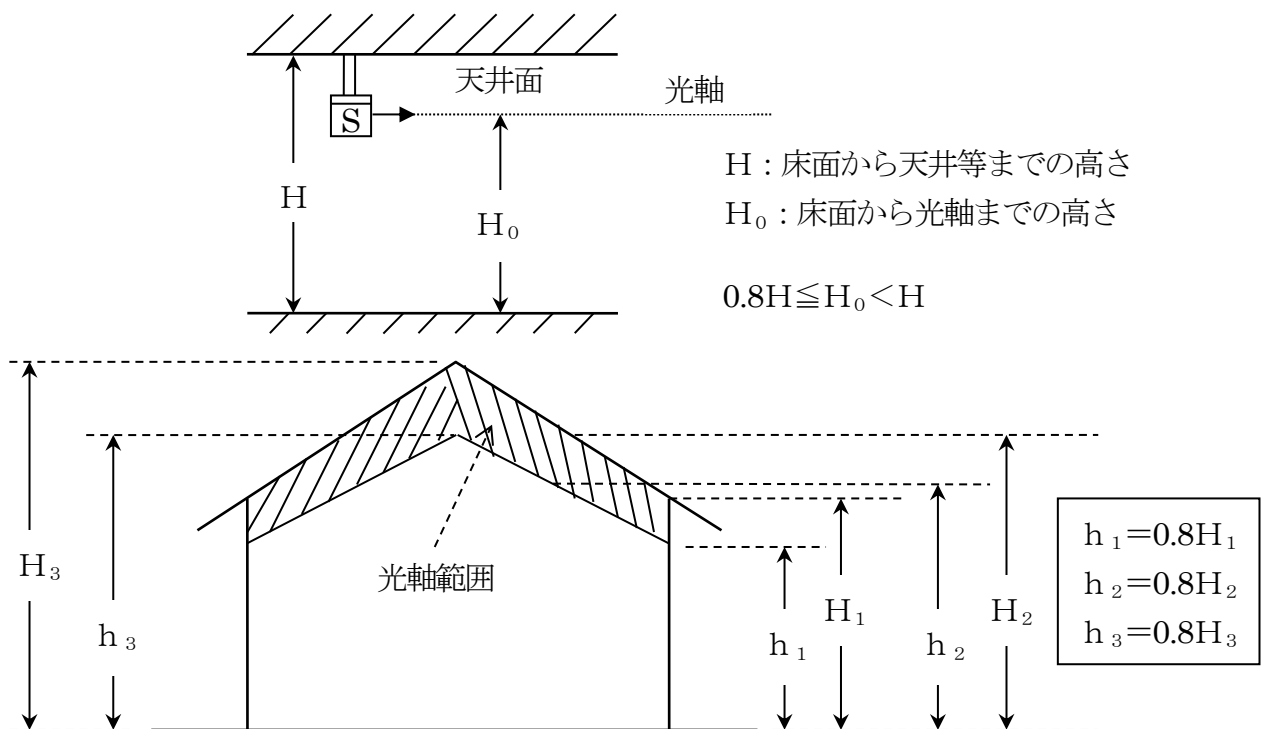 天井面
光軸
S
H
H₀
H：床面から天井等までの高さ
H₀：床面から光軸までの高さ
0.8H≦H₀＜H
光軸範囲
H₃
h₃
h₁
H₁
h₂
H₂
h₁＝0.8H₁
h₂＝0.8H₂
h₃＝0.8H₃